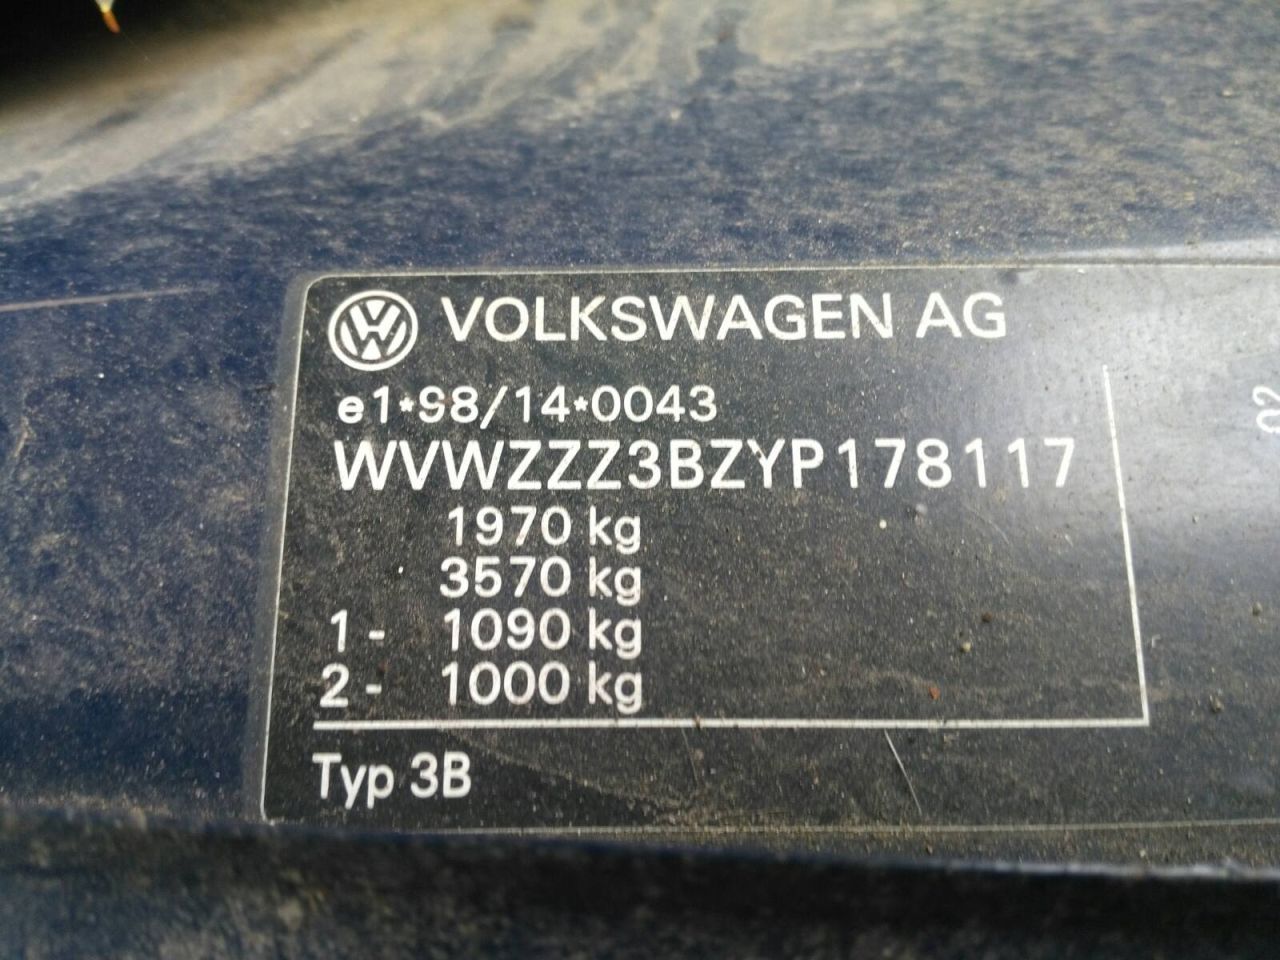 VOLKSWAGEN AG
e1*98/14*0043
WVWZZZ3BZYP178117
1970 kg
3570 kg
1 - 1090 kg
2 - 1000 kg
Typ 3B
02